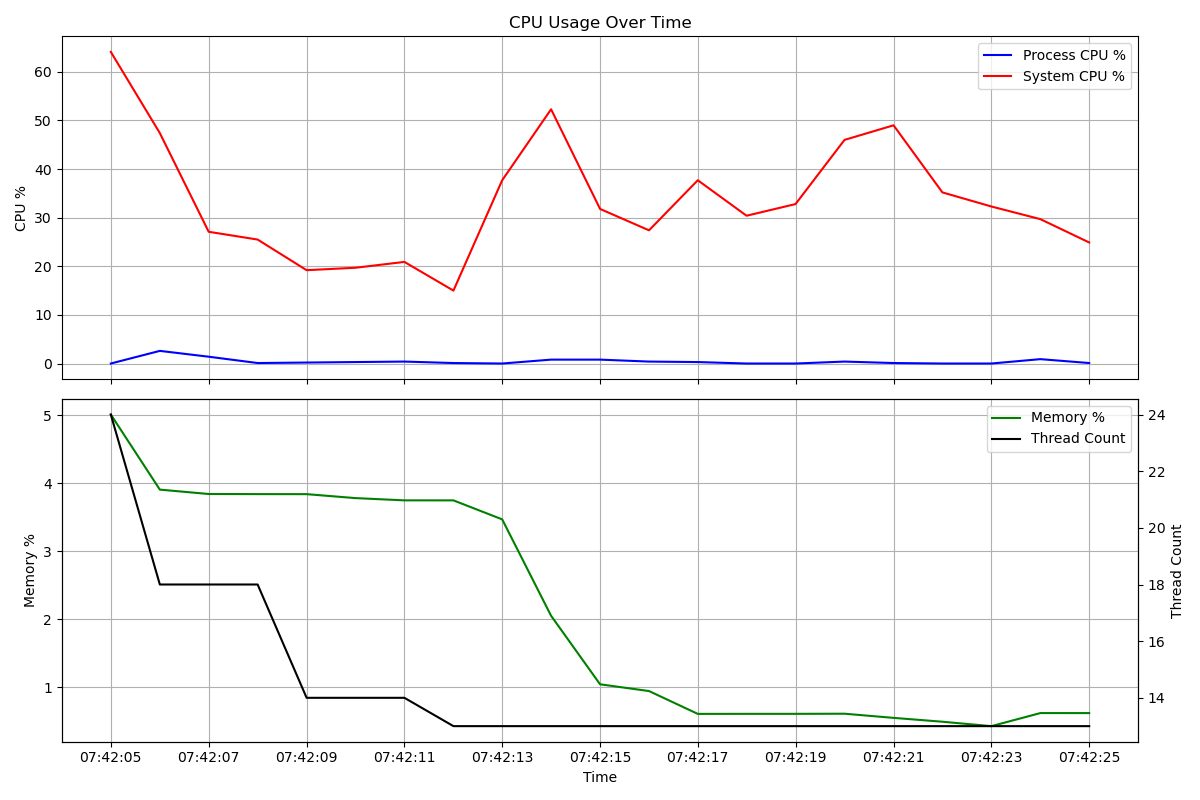 CPU Usage Over Time
Process CPU %
System CPU %
CPU %
60
50
40
30
20
10
0
Memory %
Thread Count
Memory %
5
4
3
2
1
24
22
20
18
16
14
Thread Count
07:42:05 07:42:07 07:42:09 07:42:11 07:42:13 07:42:15 07:42:17 07:42:19 07:42:21 07:42:23 07:42:25
Time